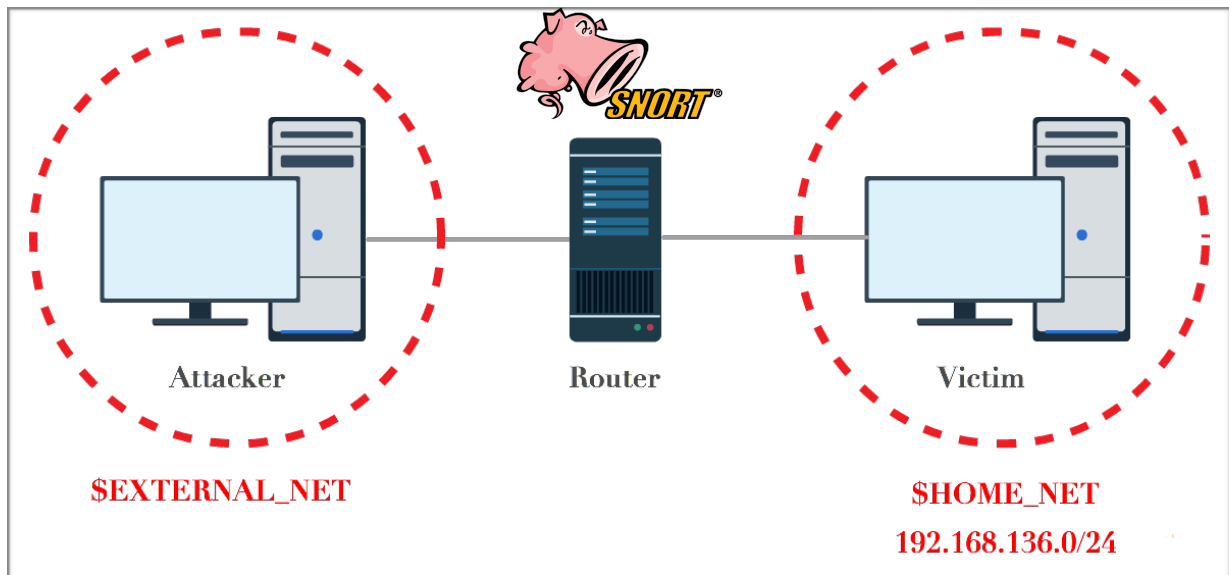 SNORT®
Attacker
Router
Victim
$EXTERNAL_NET
$HOME_NET
192.168.136.0/24